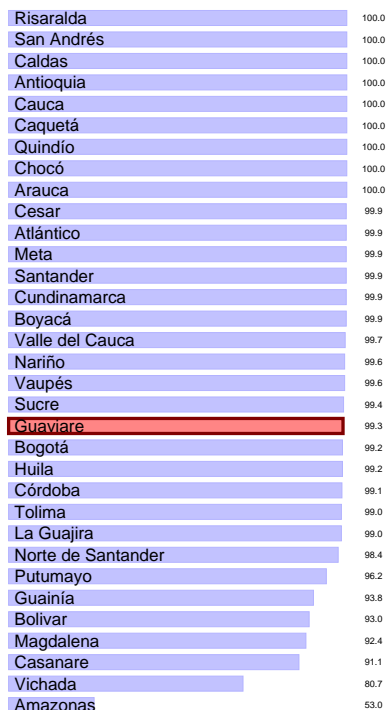 Risaralda 100.0
San Andrés 100.0
Caldas 100.0
Antioquia 100.0
Cauca 100.0
Caquetá 100.0
Quindío 100.0
Chocó 100.0
Arauca 100.0
Cesar 99.9
Atlántico 99.9
Meta 99.9
Santander 99.9
Cundinamarca 99.9
Boyacá 99.9
Valle del Cauca 99.7
Nariño 99.6
Vaupés 99.6
Sucre 99.4
Guaviare 99.3
Bogotá 99.2
Huila 99.2
Córdoba 99.1
Tolima 99.0
La Guajira 99.0
Norte de Santander 98.4
Putumayo 96.2
Guainía 93.8
Bolivar 93.0
Magdalena 92.4
Casanare 91.1
Vichada 80.7
Amazonas 53.0